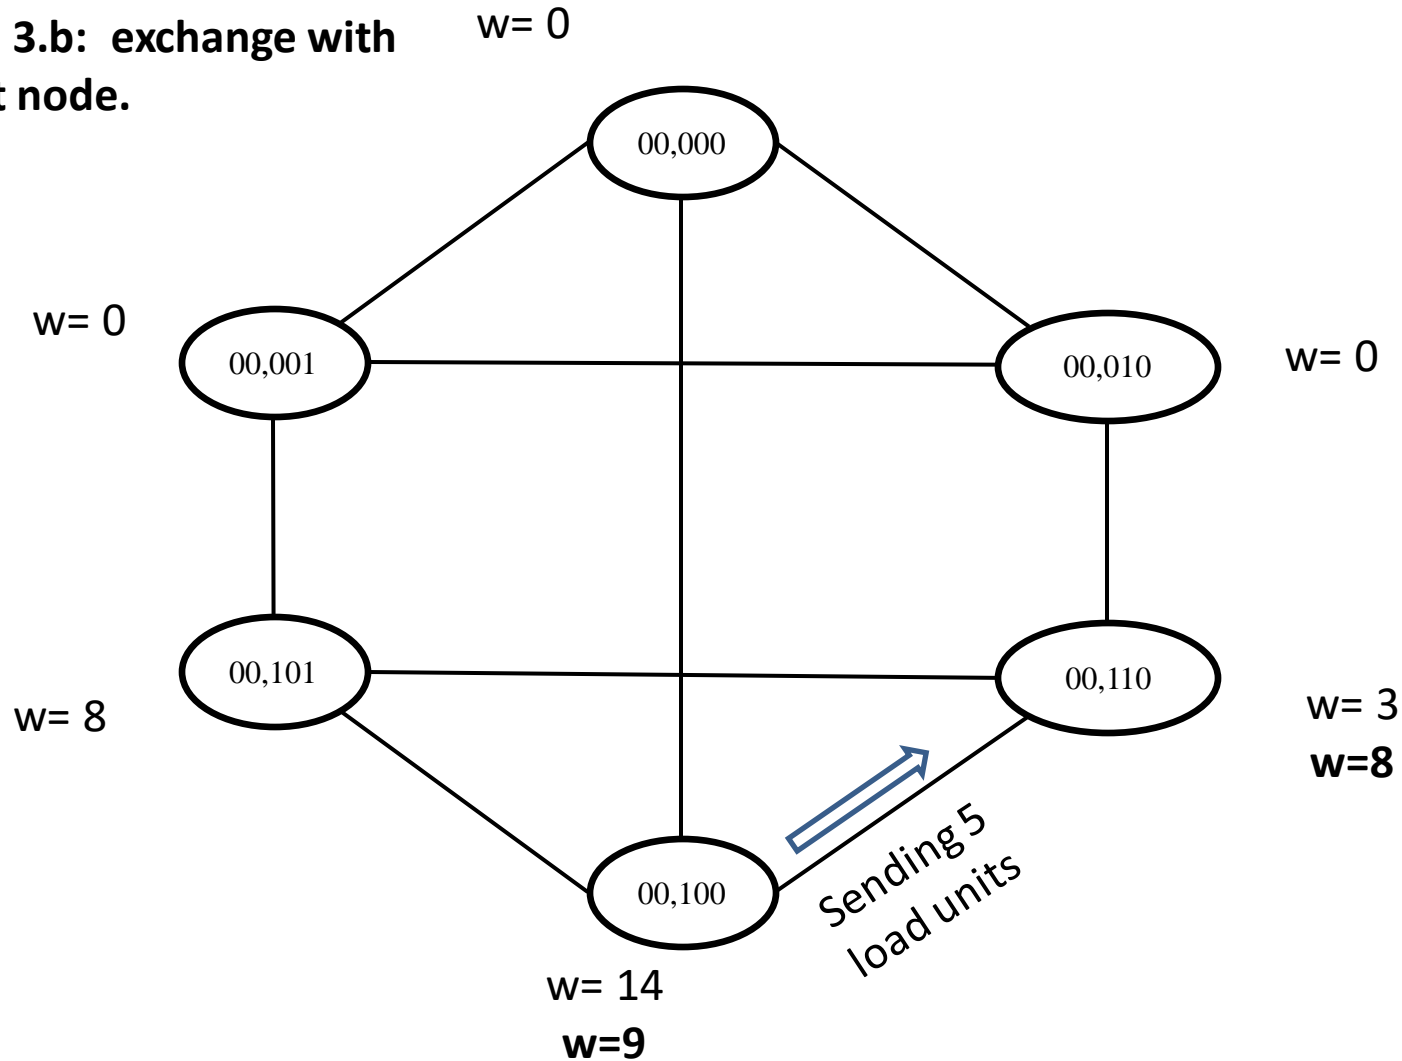 3.b: exchange with
t node.
w= 0
00,000
w= 0
00,001
00,010
w= 0
00,101
00,110
w= 8
w= 3
w=8
Sending 5
load units
00,100
w= 14
w=9